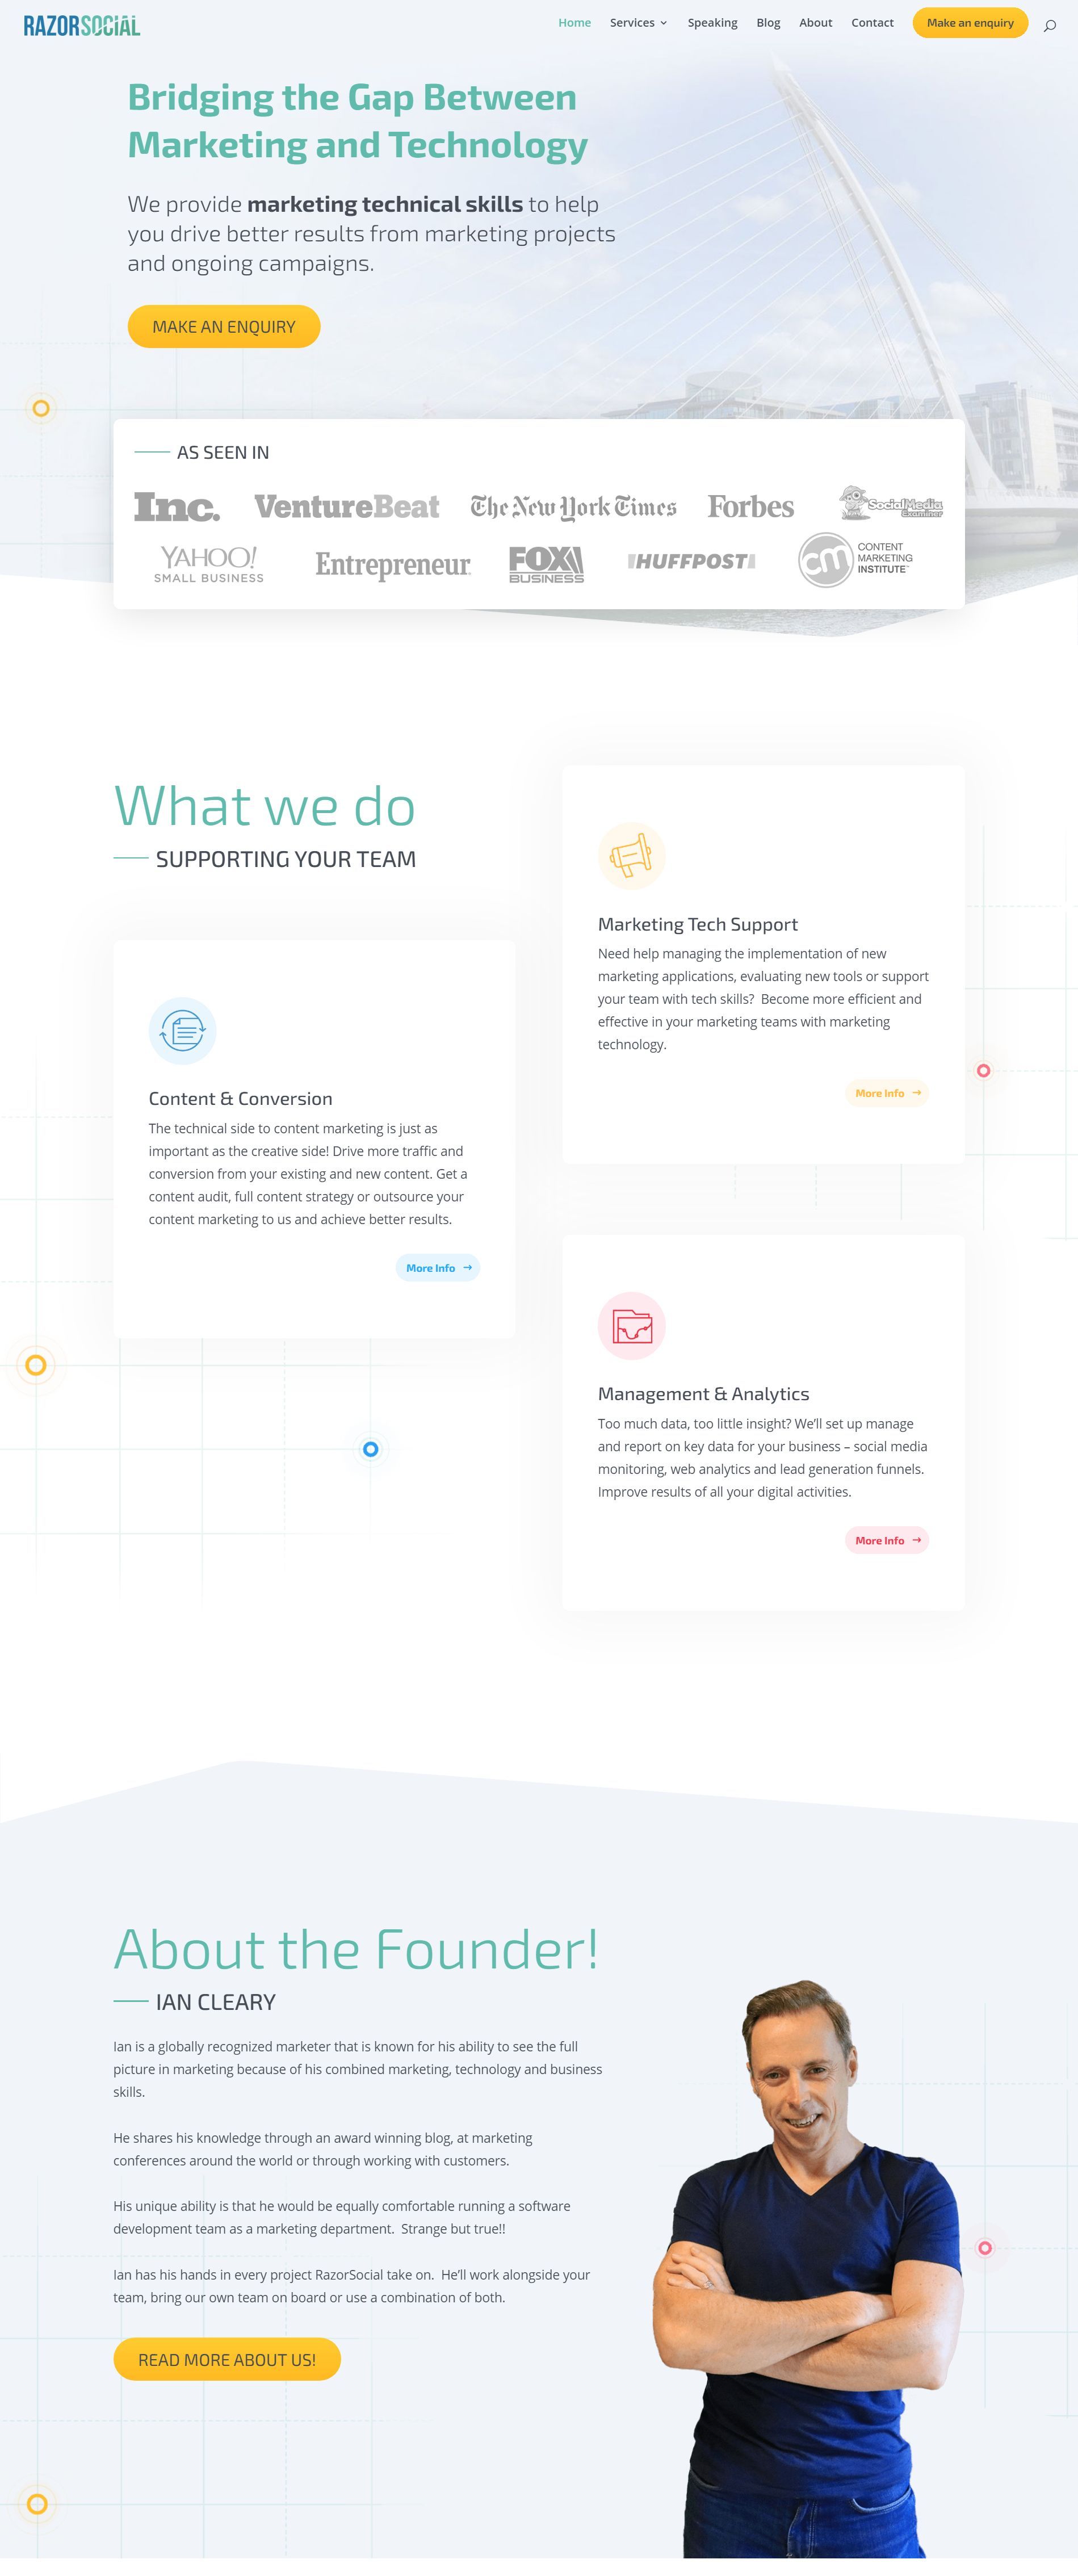 RAZORSOCIAL
Home Services Speaking Blog About Contact Make an enquiry
Bridging the Gap Between
Marketing and Technology
We provide marketing technical skills to help
you drive better results from marketing projects
and ongoing campaigns.
MAKE AN ENQUIRY
AS SEEN IN
Inc. VentureBeat The New York Times Forbes SocialMedia Examiner
YAHOO! SMALL BUSINESS Entrepreneur FOX BUSINESS HUFFPOST cm CONTENT MARKETING INSTITUTE
What we do
SUPPORTING YOUR TEAM
Content & Conversion
The technical side to content marketing is just as
important as the creative side! Drive more traffic and
conversion from your existing and new content. Get a
content audit, full content strategy or outsource your
content marketing to us and achieve better results.
More Info →
Marketing Tech Support
Need help managing the implementation of new
marketing applications, evaluating new tools or support
your team with tech skills?  Become more efficient and
effective in your marketing teams with marketing
technology.
More Info →
Management & Analytics
Too much data, too little insight? We'll set up manage
and report on key data for your business – social media
monitoring, web analytics and lead generation funnels.
Improve results of all your digital activities.
More Info →
About the Founder!
IAN CLEARY
Ian is a globally recognized marketer that is known for his ability to see the full
picture in marketing because of his combined marketing, technology and business
skills.
He shares his knowledge through an award winning blog, at marketing
conferences around the world or through working with customers.
His unique ability is that he would be equally comfortable running a software
development team as a marketing department.  Strange but true!!
Ian has his hands in every project RazorSocial take on.  He'll work alongside your
team, bring our own team on board or use a combination of both.
READ MORE ABOUT US!